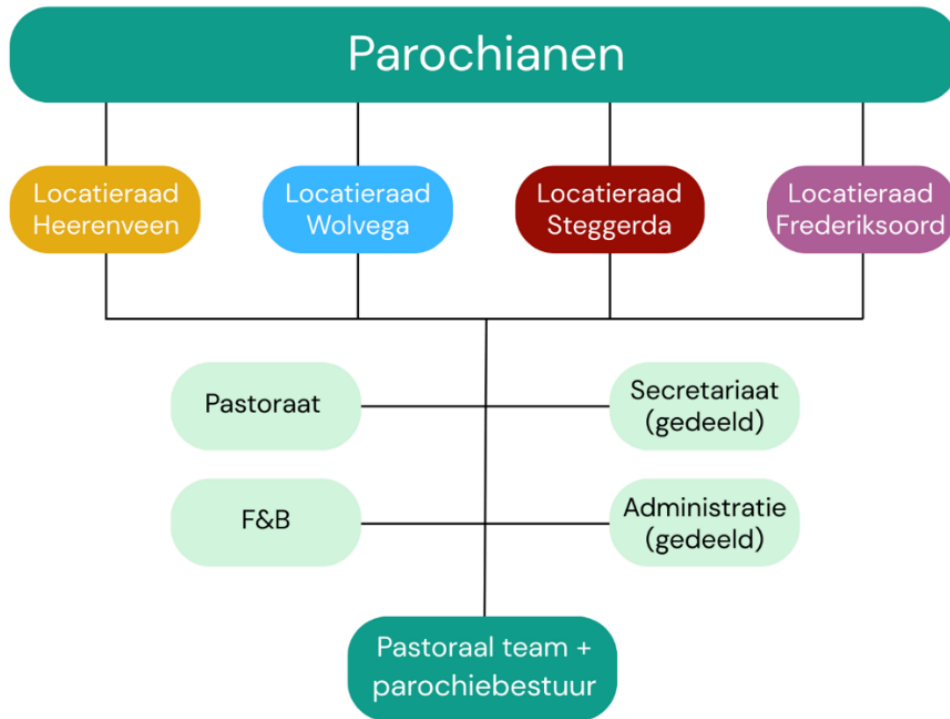 Parochianen
Locatieraad
Heerenveen
Locatieraad
Wolvega
Locatieraad
Steggerda
Locatieraad
Frederiksoord
Pastoraat
Secretariaat
(gedeeld)
F&B
Administratie
(gedeeld)
Pastoraal team +
parochiebestuur